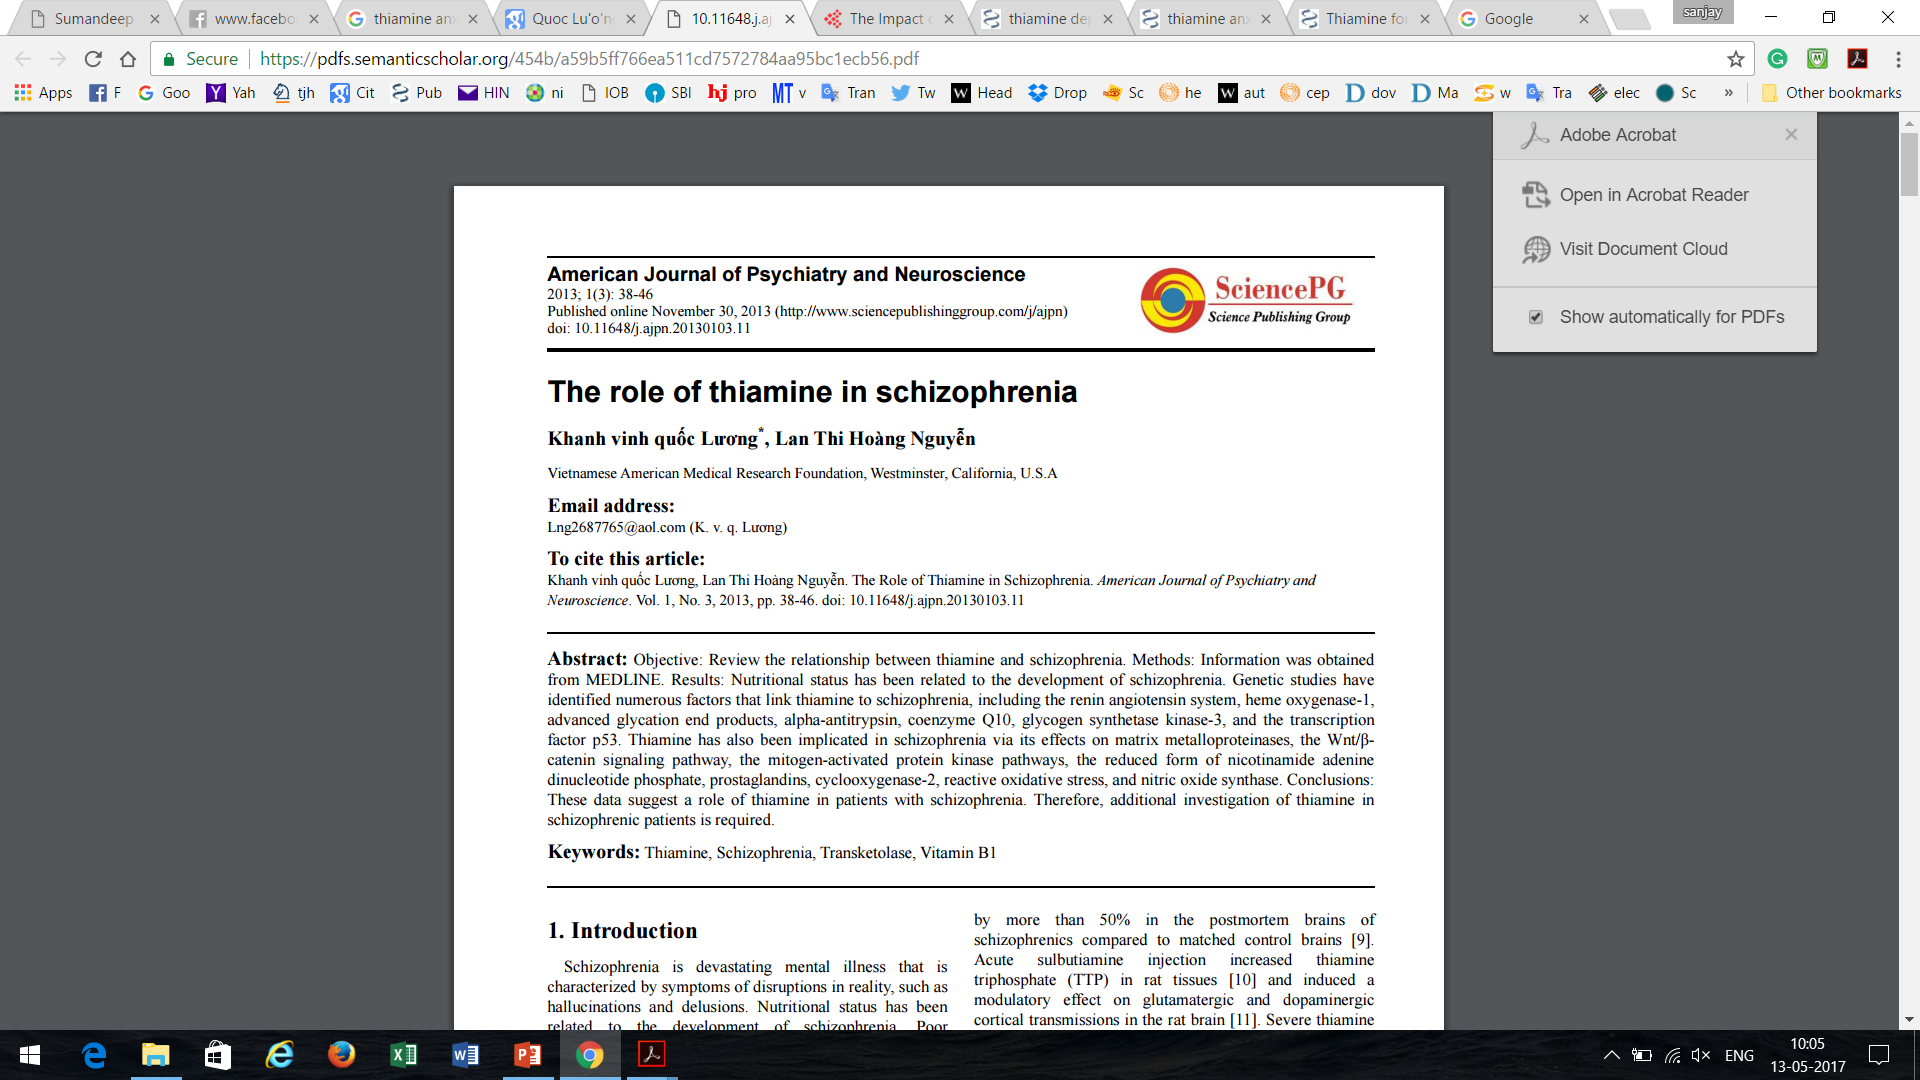 Sumandeep
www.facebo
thiamine an
Quoc Lu'o'n
10.11648.j.aj
The Impact
thiamine de
thiamine an
Thiamine fo
Google
sanjay
Secure https://pdfs.semanticscholar.org/454b/a59b5ff766ea511cd7572784aa95bc1ecb56.pdf
Apps F Goo Yah tjh Cit Pub HIN ni IOB SBI pro v Tran Tw Head Drop Sc he aut cep dov Ma w Tra elec Sc » Other bookmarks
Adobe Acrobat
Open in Acrobat Reader
Visit Document Cloud
Show automatically for PDFs
American Journal of Psychiatry and Neuroscience
2013; 1(3): 38-46
Published online November 30, 2013 (http://www.sciencepublishinggroup.com/j/ajpn)
doi: 10.11648/j.ajpn.20130103.11
SciencePG
Science Publishing Group
The role of thiamine in schizophrenia
Khanh vinh quốc Lương*, Lan Thi Hoàng Nguyễn
Vietnamese American Medical Research Foundation, Westminster, California, U.S.A
Email address:
Lng2687765@aol.com (K. v. q. Lương)
To cite this article:
Khanh vinh quốc Lương, Lan Thi Hoàng Nguyễn. The Role of Thiamine in Schizophrenia. American Journal of Psychiatry and
Neuroscience. Vol. 1, No. 3, 2013, pp. 38-46. doi: 10.11648/j.ajpn.20130103.11
Abstract: Objective: Review the relationship between thiamine and schizophrenia. Methods: Information was obtained
from MEDLINE. Results: Nutritional status has been related to the development of schizophrenia. Genetic studies have
identified numerous factors that link thiamine to schizophrenia, including the renin angiotensin system, heme oxygenase-1,
advanced glycation end products, alpha-antitrypsin, coenzyme Q10, glycogen synthetase kinase-3, and the transcription
factor p53. Thiamine has also been implicated in schizophrenia via its effects on matrix metalloproteinases, the Wnt/β-
catenin signaling pathway, the mitogen-activated protein kinase pathways, the reduced form of nicotinamide adenine
dinucleotide phosphate, prostaglandins, cyclooxygenase-2, reactive oxidative stress, and nitric oxide synthase. Conclusions:
These data suggest a role of thiamine in patients with schizophrenia. Therefore, additional investigation of thiamine in
schizophrenic patients is required.
Keywords: Thiamine, Schizophrenia, Transketolase, Vitamin B1
1. Introduction
Schizophrenia is devastating mental illness that is
characterized by symptoms of disruptions in reality, such as
hallucinations and delusions. Nutritional status has been
related to the development of schizophrenia. Poor
by more than 50% in the postmortem brains of
schizophrenics compared to matched control brains [9].
Acute sulbutiamine injection increased thiamine
triphosphate (TTP) in rat tissues [10] and induced a
modulatory effect on glutamatergic and dopaminergic
cortical transmissions in the rat brain [11]. Severe thiamine
ENG
10:05
13-05-2017